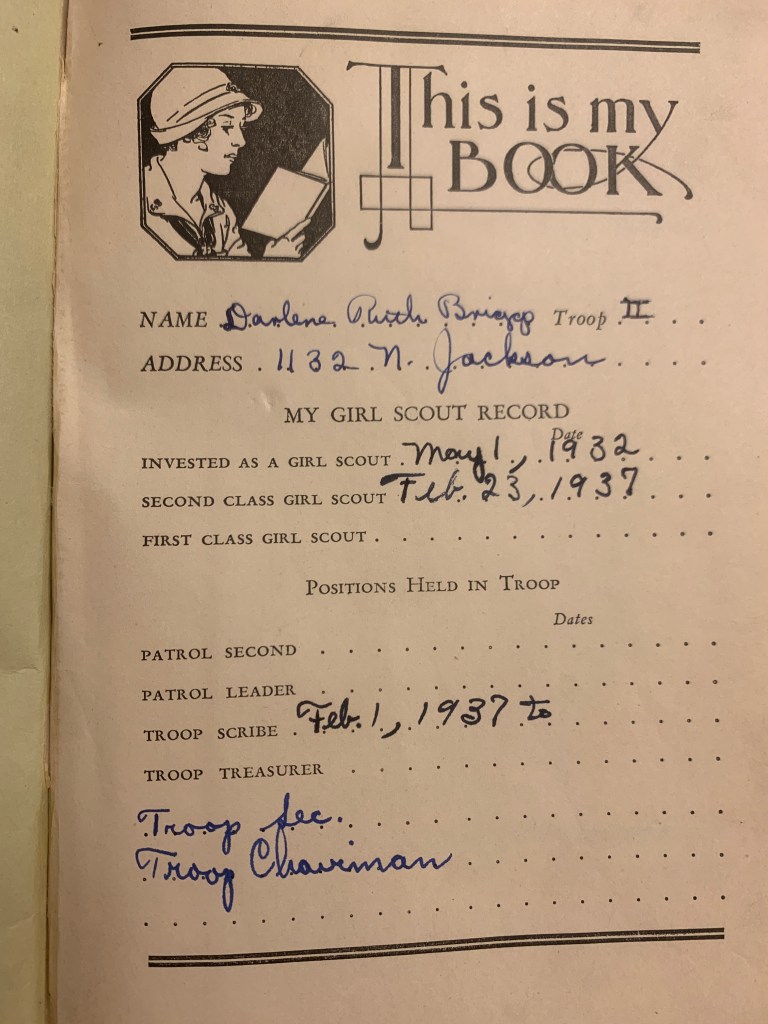 This is my
BOOK
NAME Darlene Ruth Briggs Troop II
ADDRESS 1132 N. Jackson
MY GIRL SCOUT RECORD
Date
INVESTED AS A GIRL SCOUT May 1, 1932
SECOND CLASS GIRL SCOUT Feb. 23, 1937
FIRST CLASS GIRL SCOUT
POSITIONS HELD IN TROOP
Dates
PATROL SECOND
PATROL LEADER
TROOP SCRIBE Feb. 1, 1937 to
TROOP TREASURER
Troop Sec.
Troop Chairman